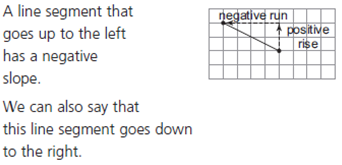 A line segment that
goes up to the left
has a negative
slope.
We can also say that
this line segment goes down
to the right.
negative run
positive
rise